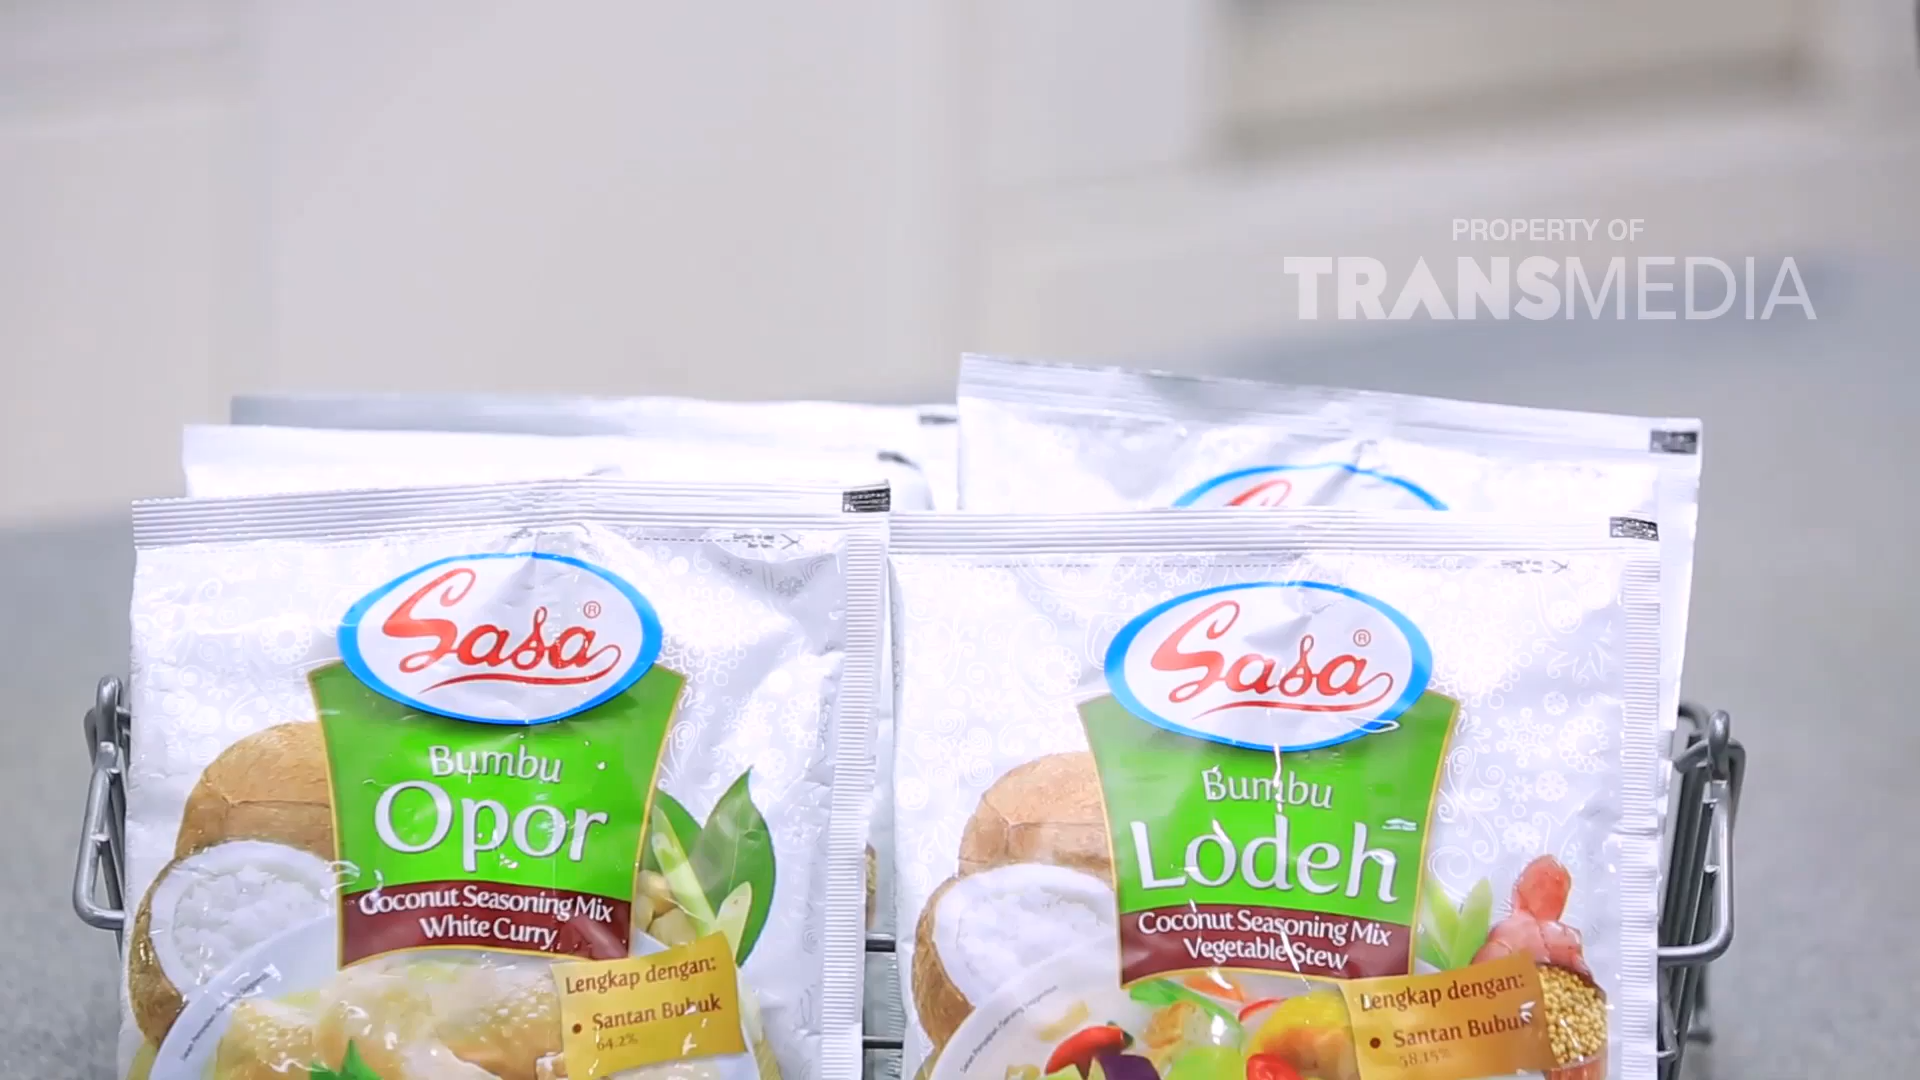 PROPERTY OF
TRANSMEDIA
Sasa®
Bumbu
Opor
Coconut Seasoning Mix
White Curry
Lengkap dengan:
• Santan Bubuk
64.2%
Sasa®
Bumbu
Lodeh
Coconut Seasoning Mix
Vegetable Stew
Lengkap dengan:
• Santan Bubuk
58.15%